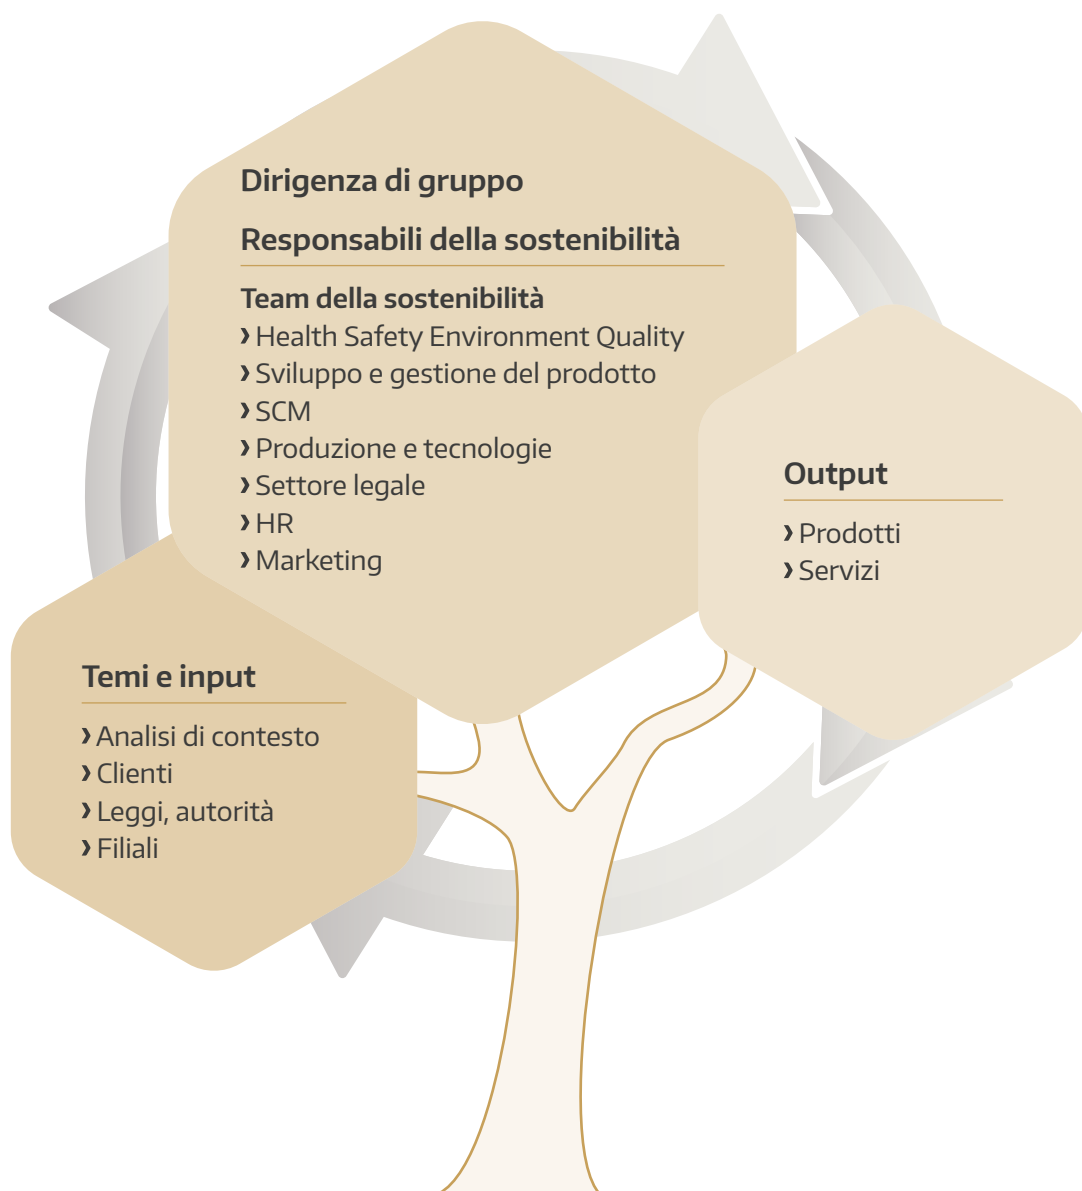 Dirigenza di gruppo
Responsabili della sostenibilità
Team della sostenibilità
› Health Safety Environment Quality
› Sviluppo e gestione del prodotto
› SCM
› Produzione e tecnologie
› Settore legale
› HR
› Marketing
Output
› Prodotti
› Servizi
Temi e input
› Analisi di contesto
› Clienti
› Leggi, autorità
› Filiali